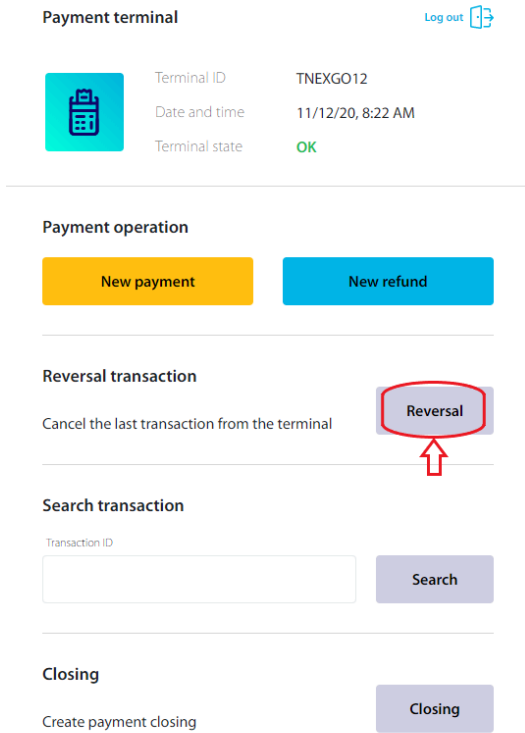 Payment terminal
Log out
Terminal ID TNEXGO12
Date and time 11/12/20, 8:22 AM
Terminal state OK
Payment operation
New payment
New refund
Reversal transaction
Cancel the last transaction from the terminal
Reversal
Search transaction
Transaction ID
Search
Closing
Create payment closing
Closing